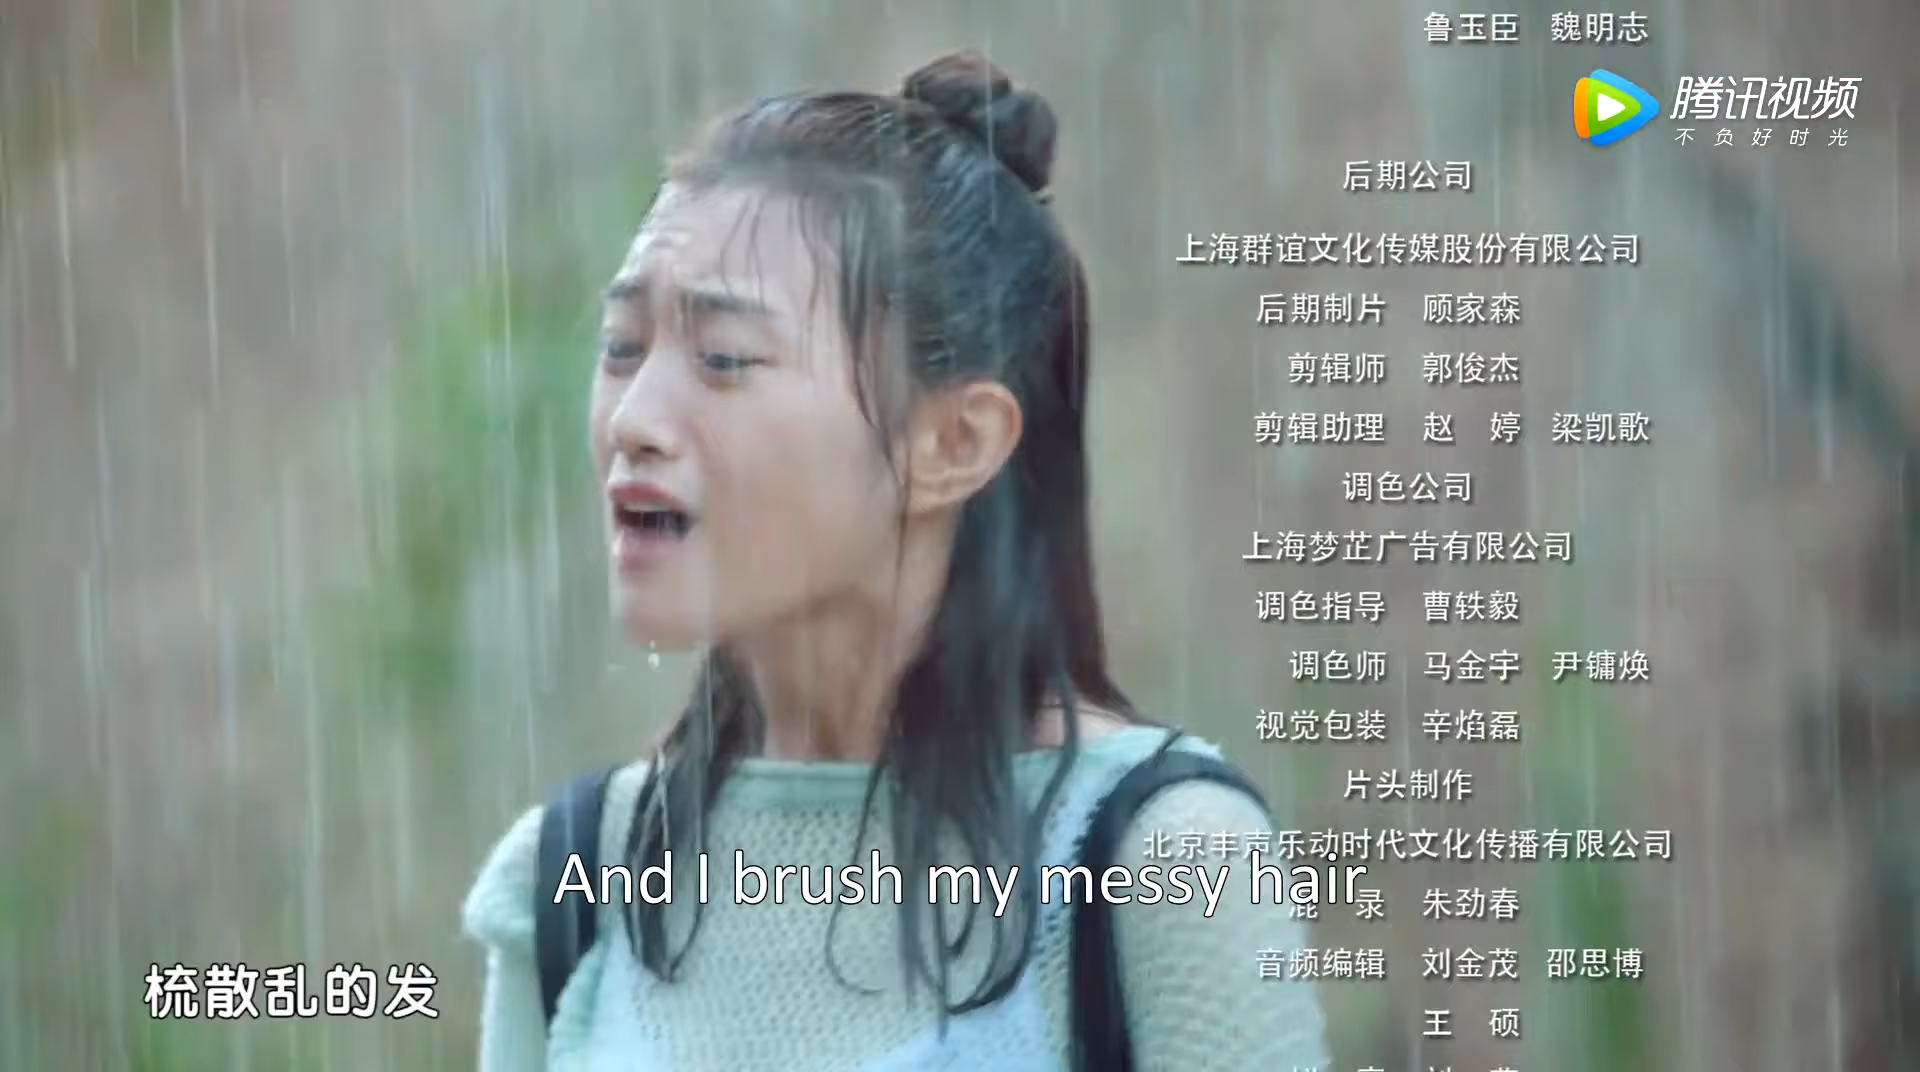 鲁玉臣 魏明志
腾讯视频
不负好时光
后期公司
上海群谊文化传媒股份有限公司
后期制片 顾家森
剪辑师 郭俊杰
剪辑助理 赵 婷 梁凯歌
调色公司
上海梦芷广告有限公司
调色指导 曹轶毅
调色师 马金宇 尹镛焕
视觉包装 辛焰磊
片头制作
北京丰声乐动时代文化传播有限公司
And I brush my messy hair
混 录 朱劲春
音频编辑 刘金茂 邵思博
梳散乱的发
王 硕